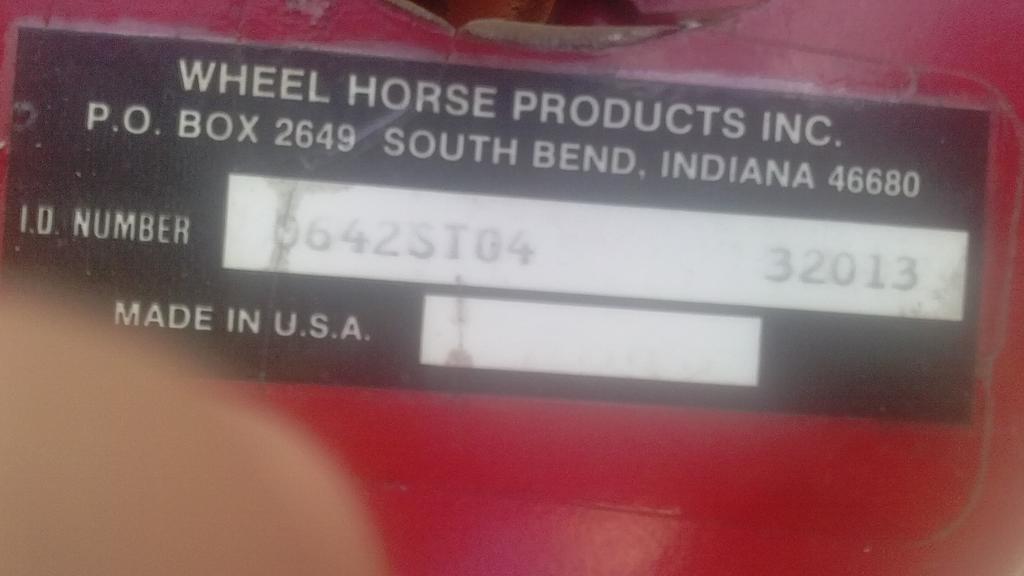 WHEEL HORSE PRODUCTS INC.
P.O. BOX 2649 SOUTH BEND, INDIANA 46680
I.D. NUMBER 0642ST04 32013
MADE IN U.S.A.